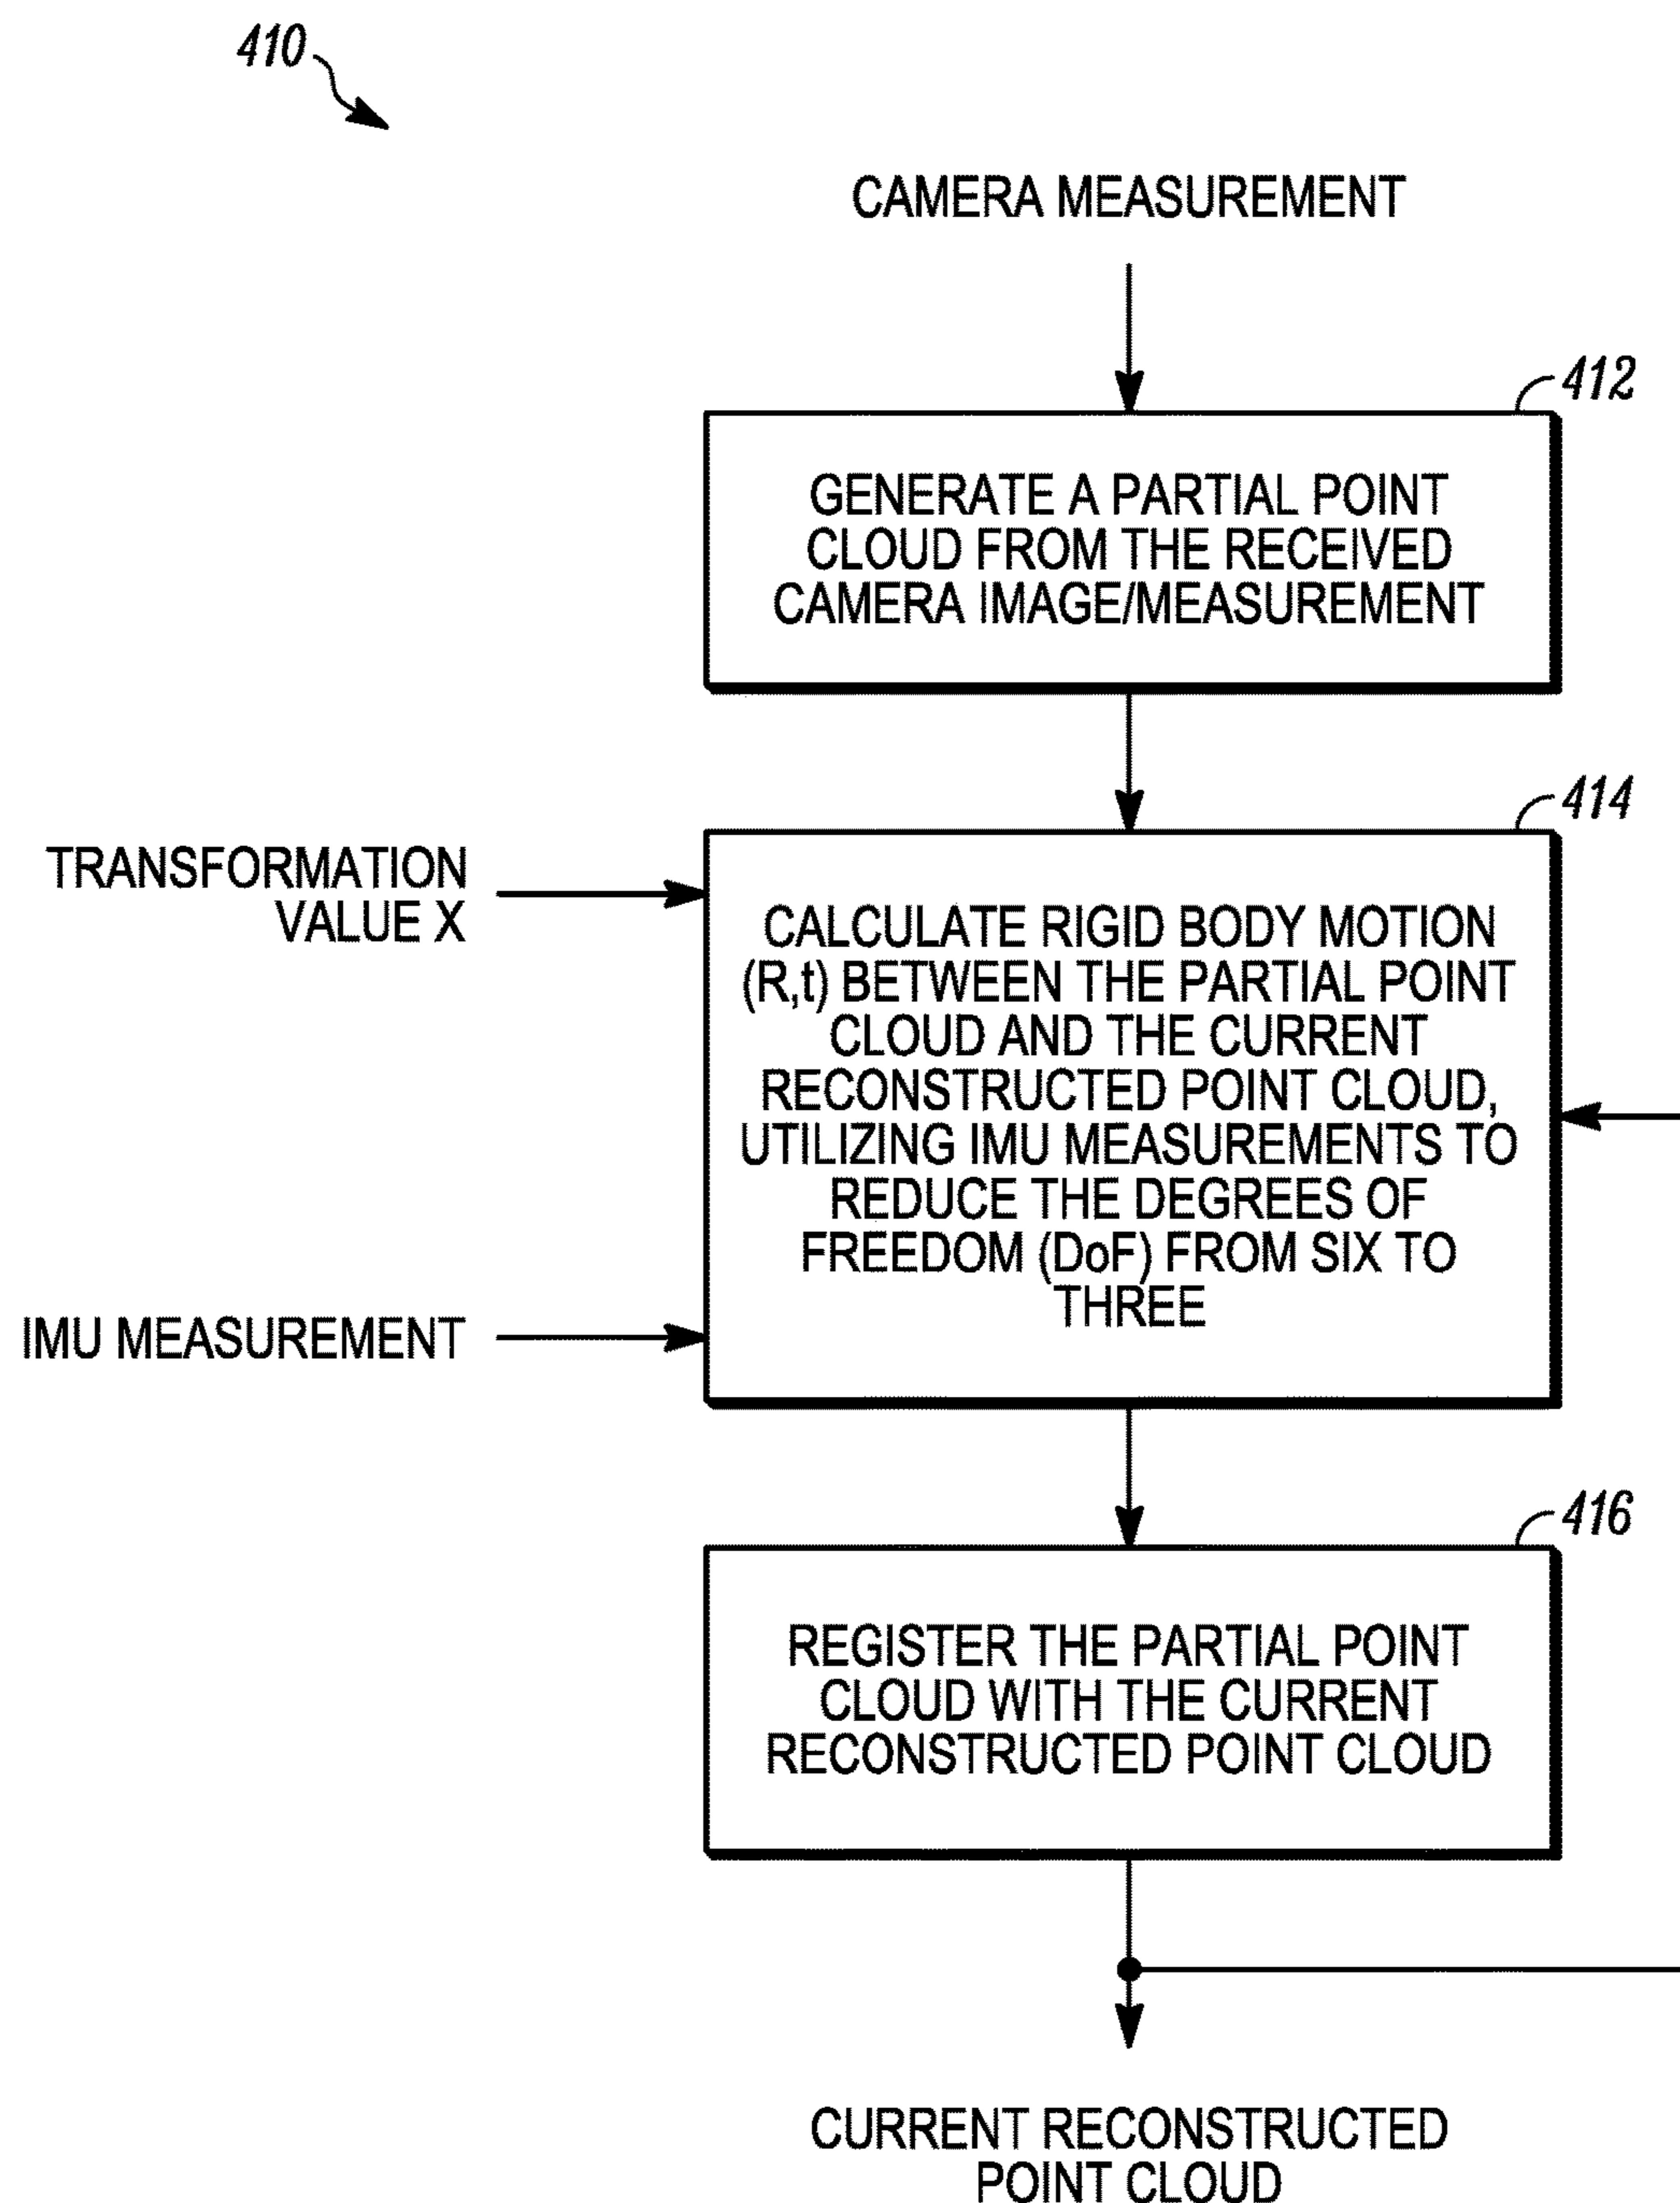 410
CAMERA MEASUREMENT
412
GENERATE A PARTIAL POINT
CLOUD FROM THE RECEIVED
CAMERA IMAGE/MEASUREMENT
414
TRANSFORMATION
VALUE X
CALCULATE RIGID BODY MOTION
(R,t) BETWEEN THE PARTIAL POINT
CLOUD AND THE CURRENT
RECONSTRUCTED POINT CLOUD,
UTILIZING IMU MEASUREMENTS TO
REDUCE THE DEGREES OF
FREEDOM (DoF) FROM SIX TO
THREE
IMU MEASUREMENT
416
REGISTER THE PARTIAL POINT
CLOUD WITH THE CURRENT
RECONSTRUCTED POINT CLOUD
CURRENT RECONSTRUCTED
POINT CLOUD